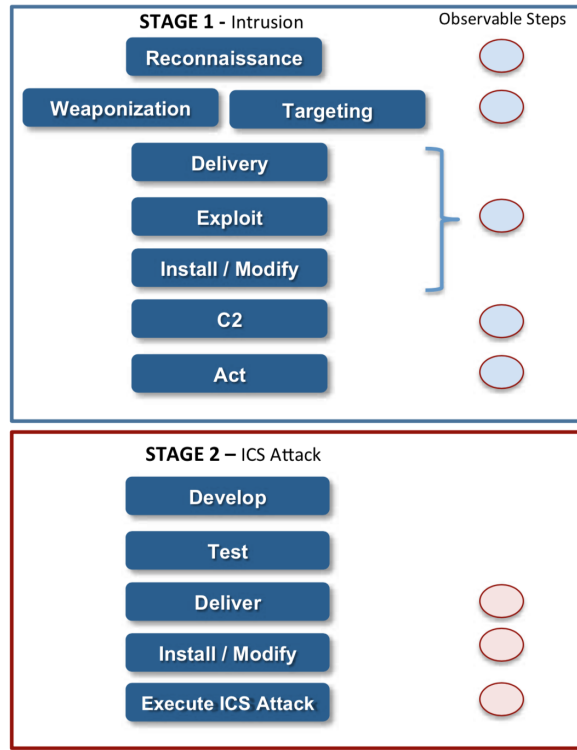 STAGE 1 - Intrusion
Observable Steps
Reconnaissance
Weaponization
Targeting
Delivery
Exploit
Install / Modify
C2
Act
STAGE 2 – ICS Attack
Develop
Test
Deliver
Install / Modify
Execute ICS Attack